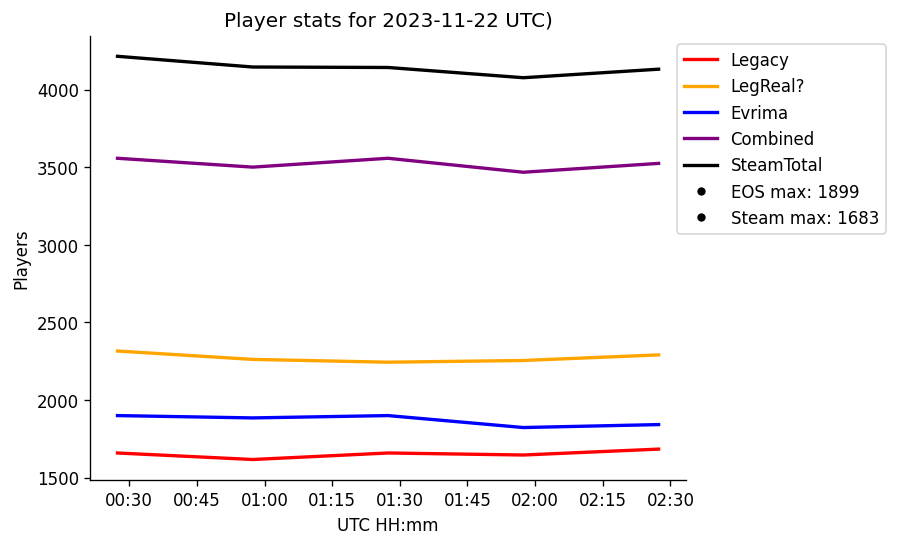 Player stats for 2023-11-22 UTC)
Legacy
LegReal?
Evrima
Combined
SteamTotal
EOS max: 1899
Steam max: 1683
Players
4000
3500
3000
2500
2000
1500
00:30 00:45 01:00 01:15 01:30 01:45 02:00 02:15 02:30
UTC HH:mm